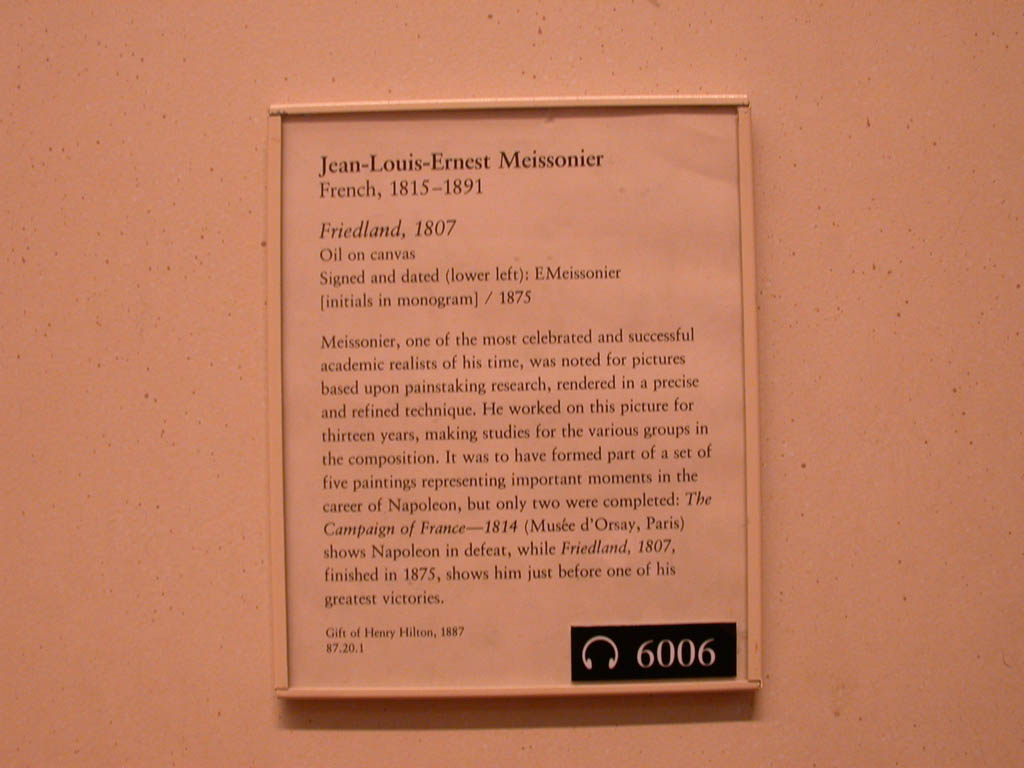 Jean-Louis-Ernest Meissonier
French, 1815–1891
Friedland, 1807
Oil on canvas
Signed and dated (lower left): EMeissonier
[initials in monogram] / 1875
Meissonier, one of the most celebrated and successful
academic realists of his time, was noted for pictures
based upon painstaking research, rendered in a precise
and refined technique. He worked on this picture for
thirteen years, making studies for the various groups in
the composition. It was to have formed part of a set of
five paintings representing important moments in the
career of Napoleon, but only two were completed: The
Campaign of France—1814 (Musée d'Orsay, Paris)
shows Napoleon in defeat, while Friedland, 1807,
finished in 1875, shows him just before one of his
greatest victories.
Gift of Henry Hilton, 1887
87.20.1
6006